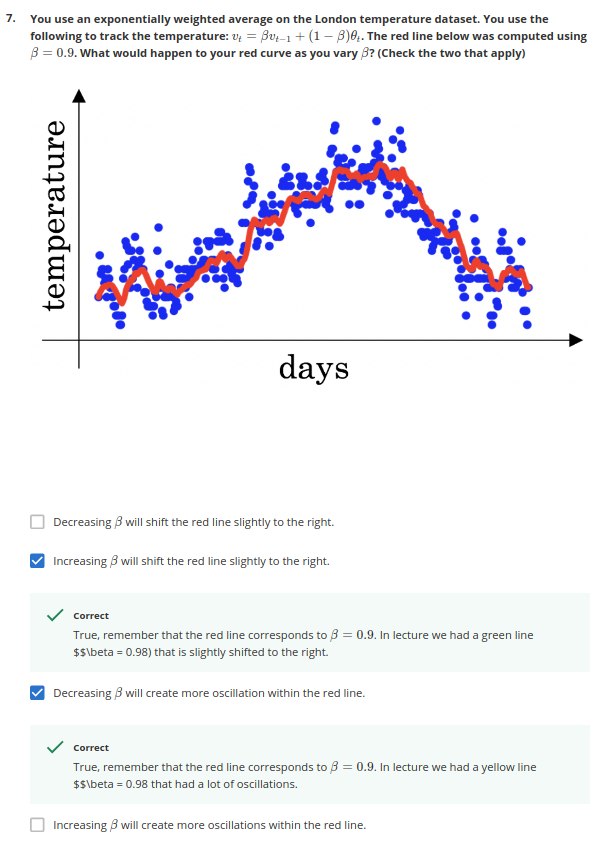 7. You use an exponentially weighted average on the London temperature dataset. You use the
following to track the temperature: v_t = βv_{t−1} + (1 − β)θ_t. The red line below was computed using
β = 0.9. What would happen to your red curve as you vary β? (Check the two that apply)
temperature
days
Decreasing β will shift the red line slightly to the right.
Increasing β will shift the red line slightly to the right.
Correct
True, remember that the red line corresponds to β = 0.9. In lecture we had a green line
$$\beta = 0.98) that is slightly shifted to the right.
Decreasing β will create more oscillation within the red line.
Correct
True, remember that the red line corresponds to β = 0.9. In lecture we had a yellow line
$$\beta = 0.98 that had a lot of oscillations.
Increasing β will create more oscillations within the red line.